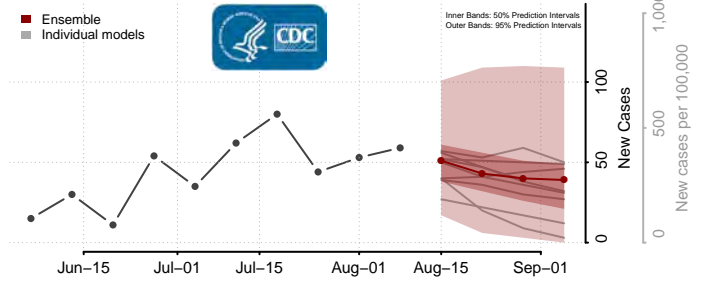 Ensemble
Individual models
CDC
Inner Bands: 50% Prediction Intervals
Outer Bands: 95% Prediction Intervals
0
50
100
New Cases
0
500
1,000
New cases per 100,000
Jun–15
Jul–01
Jul–15
Aug–01
Aug–15
Sep–01